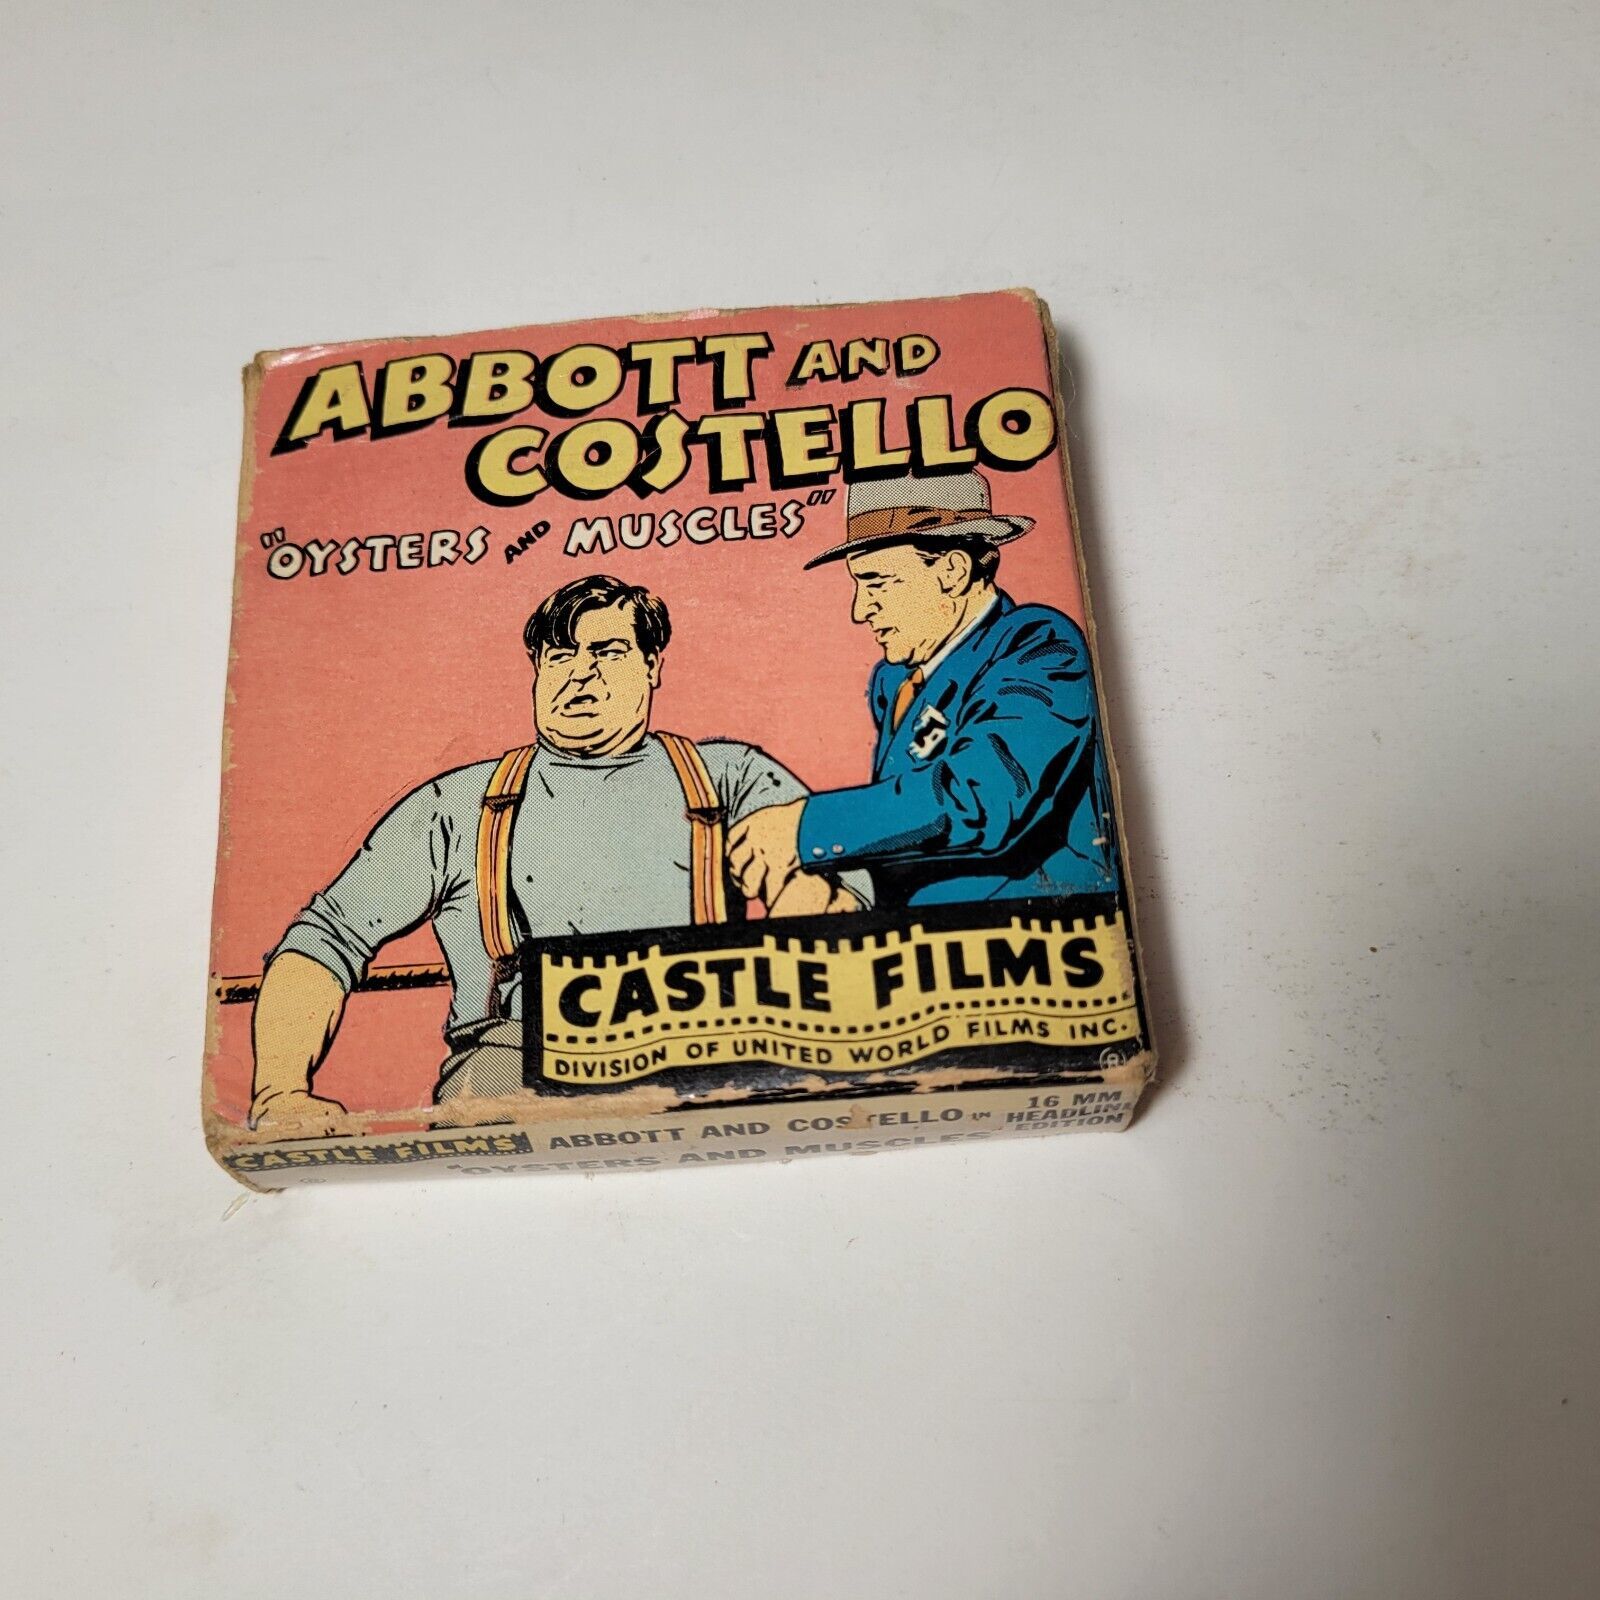 ABBOTT AND
COSTELLO
"OYSTERS AND MUSCLES"
CASTLE FILMS
DIVISION OF UNITED WORLD FILMS INC.
®
CASTLE FILMS
®
ABBOTT AND COSTELLO IN
"OYSTERS AND MUSCLES"
16 MM
HEADLINE
EDITION